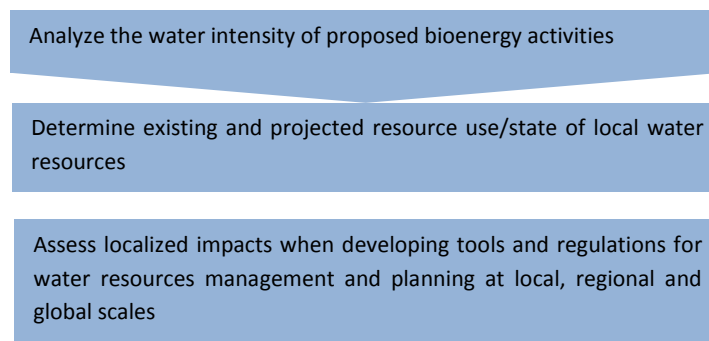 Analyze the water intensity of proposed bioenergy activities
Determine existing and projected resource use/state of local water
resources
Assess localized impacts when developing tools and regulations for
water resources management and planning at local, regional and
global scales